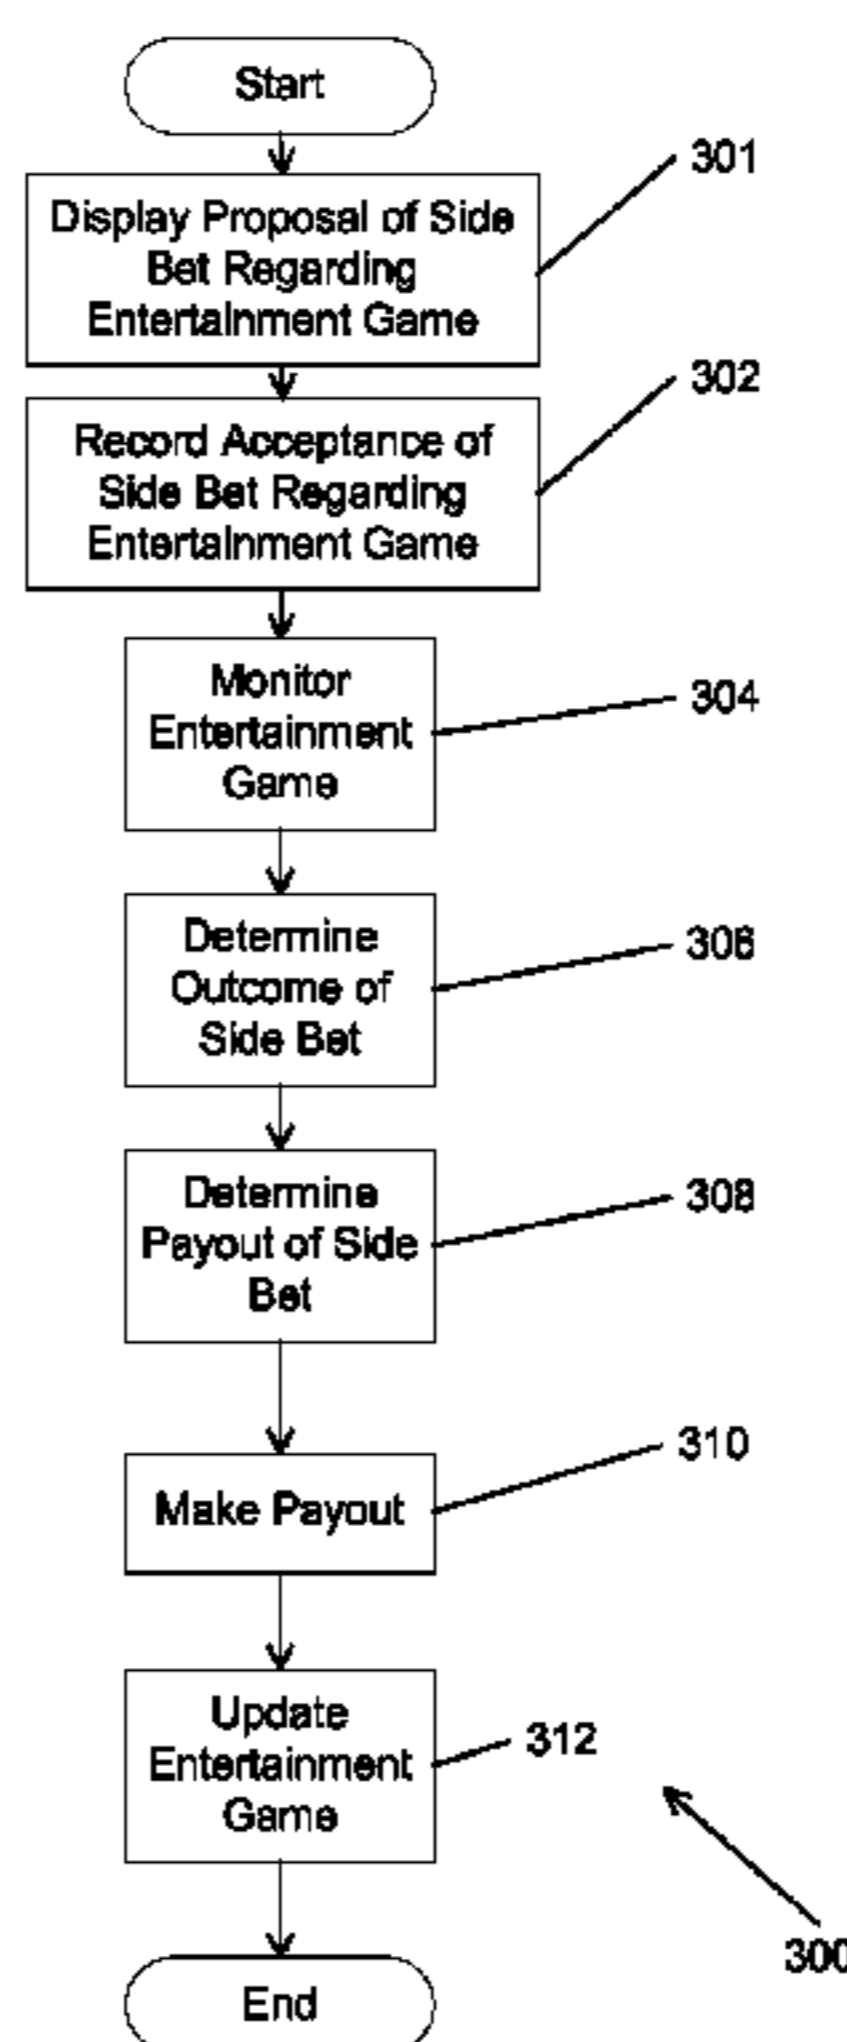 Start
301
Display Proposal of Side
Bet Regarding
Entertainment Game
302
Record Acceptance of
Side Bet Regarding
Entertainment Game
304
Monitor
Entertainment
Game
306
Determine
Outcome of
Side Bet
308
Determine
Payout of Side
Bet
310
Make Payout
312
Update
Entertainment
Game
300
End